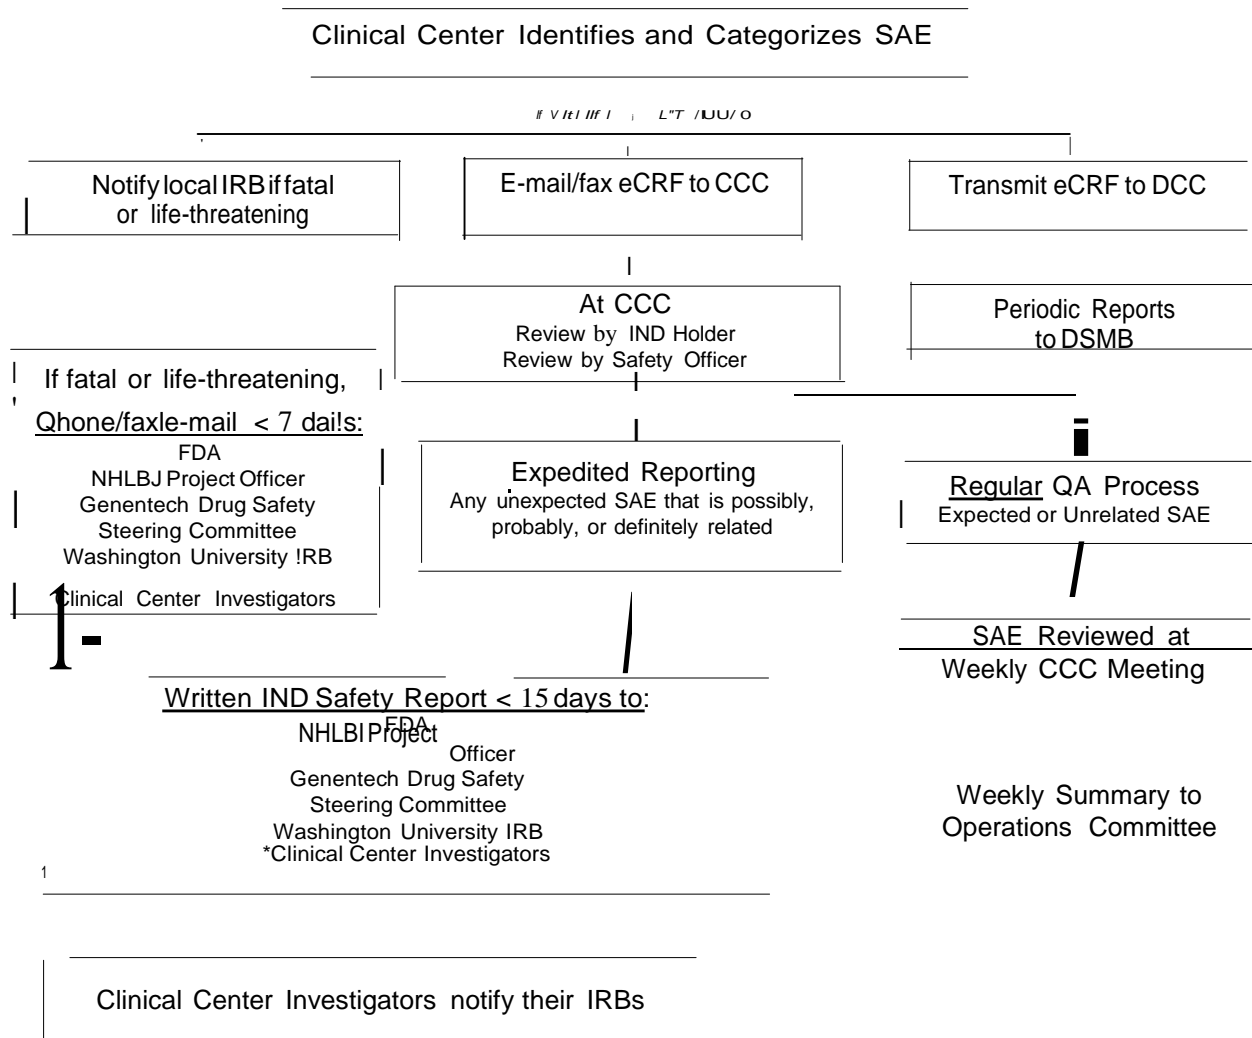 Clinical Center Identifies and Categorizes SAE
Notify local IRB if fatal
or life-threatening
E-mail/fax eCRF to CCC
Transmit eCRF to DCC
At CCC
Review by IND Holder
Review by Safety Officer
Periodic Reports
to DSMB
If fatal or life-threatening,
Qhone/faxle-mail < 7 dai!s:
FDA
NHLBJ Project Officer
Genentech Drug Safety
Steering Committee
Washington University !RB
Clinical Center Investigators
Expedited Reporting
Any unexpected SAE that is possibly,
probably, or definitely related
Regular QA Process
Expected or Unrelated SAE
SAE Reviewed at
Weekly CCC Meeting
Written IND Safety Report < 15 days to:
FDA
NHLBI Project
Officer
Genentech Drug Safety
Steering Committee
Washington University IRB
*Clinical Center Investigators
Weekly Summary to
Operations Committee
Clinical Center Investigators notify their IRBs